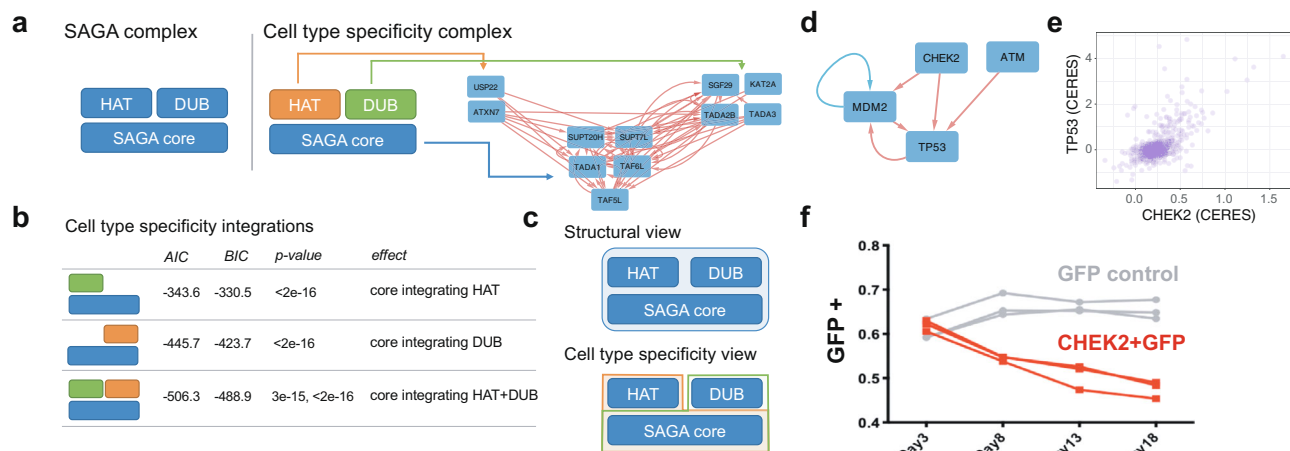 a
SAGA complex
HAT
DUB
SAGA core
Cell type specificity complex
HAT
DUB
SAGA core
USP22
ATXN7
SGF29
KAT2A
TADA2B
TADA3
SUPT20H
SUPT7L
TADA1
TAF6L
TAF5L
b
Cell type specificity integrations
AIC BIC p-value effect
-343.6 -330.5 <2e-16 core integrating HAT
-445.7 -423.7 <2e-16 core integrating DUB
-506.3 -488.9 3e-15, <2e-16 core integrating HAT+DUB
c
Structural view
HAT
DUB
SAGA core
Cell type specificity view
HAT
DUB
SAGA core
d
CHEK2
ATM
MDM2
TP53
e
TP53 (CERES)
4
2
0
0.0 0.5 1.0 1.5
CHEK2 (CERES)
f
GFP +
0.8
0.7
0.6
0.5
0.4
GFP control
CHEK2+GFP